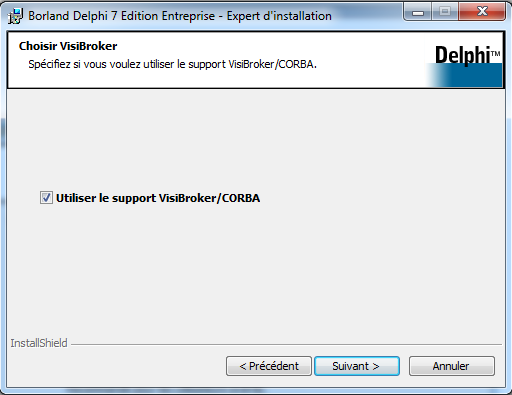 Borland Delphi 7 Edition Entreprise - Expert d'installation
Choisir VisiBroker
Spécifiez si vous voulez utiliser le support VisiBroker/CORBA.
Delphi™
Utiliser le support VisiBroker/CORBA
InstallShield
< Précédent
Suivant >
Annuler